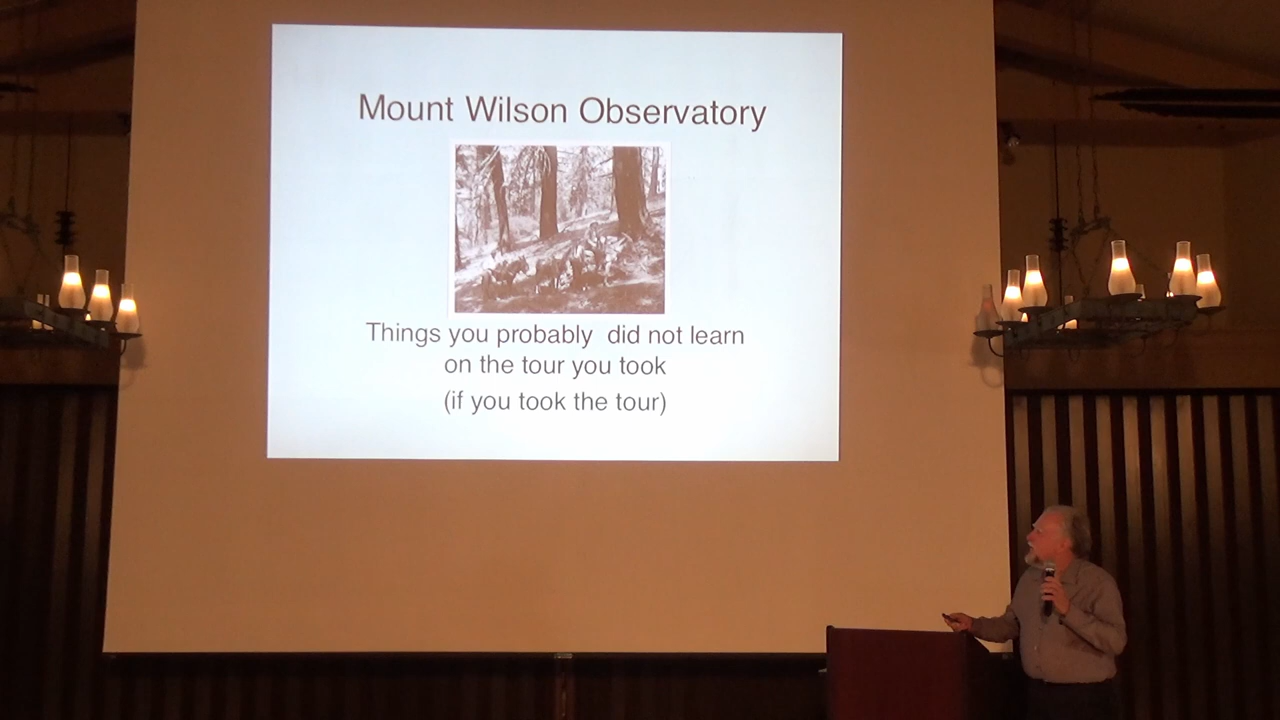 Mount Wilson Observatory
Things you probably did not learn
on the tour you took
(if you took the tour)